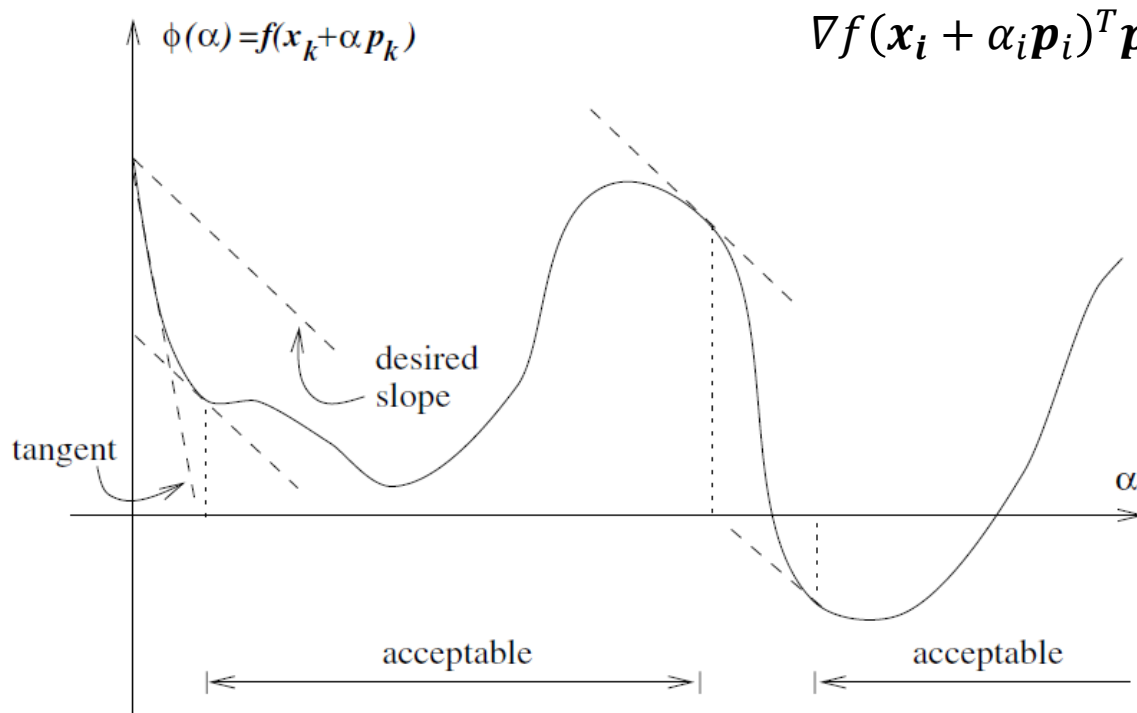 ϕ(α) =f(x_k+α p_k)
∇f(𝒙_𝒊 + α_i 𝒑_i)^T 𝒑
desired
slope
tangent
α
acceptable
acceptable